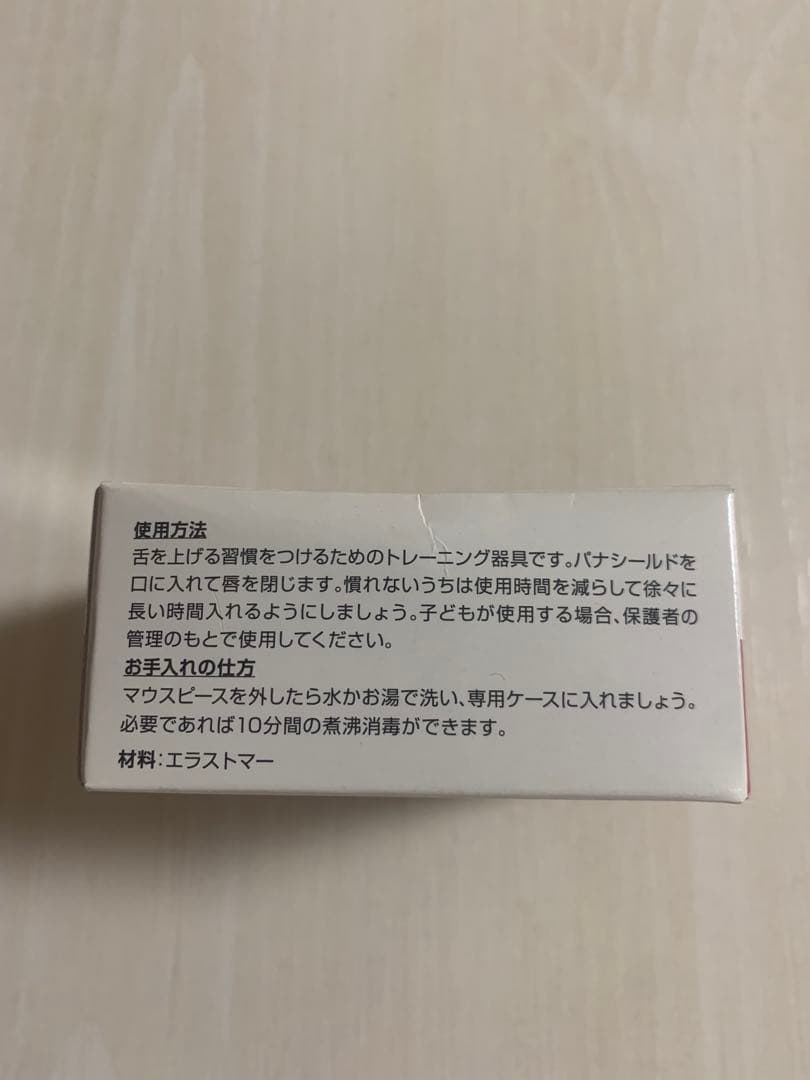 使用方法
舌を上げる習慣をつけるためのトレーニング器具です。パナシールドを
口に入れて唇を閉じます。慣れないうちは使用時間を減らして徐々に
長い時間入れるようにしましょう。子どもが使用する場合、保護者の
管理のもとで使用してください。
お手入れの仕方
マウスピースを外したら水かお湯で洗い、専用ケースに入れましょう。
必要であれば10分間の煮沸消毒ができます。
材料：エラストマー